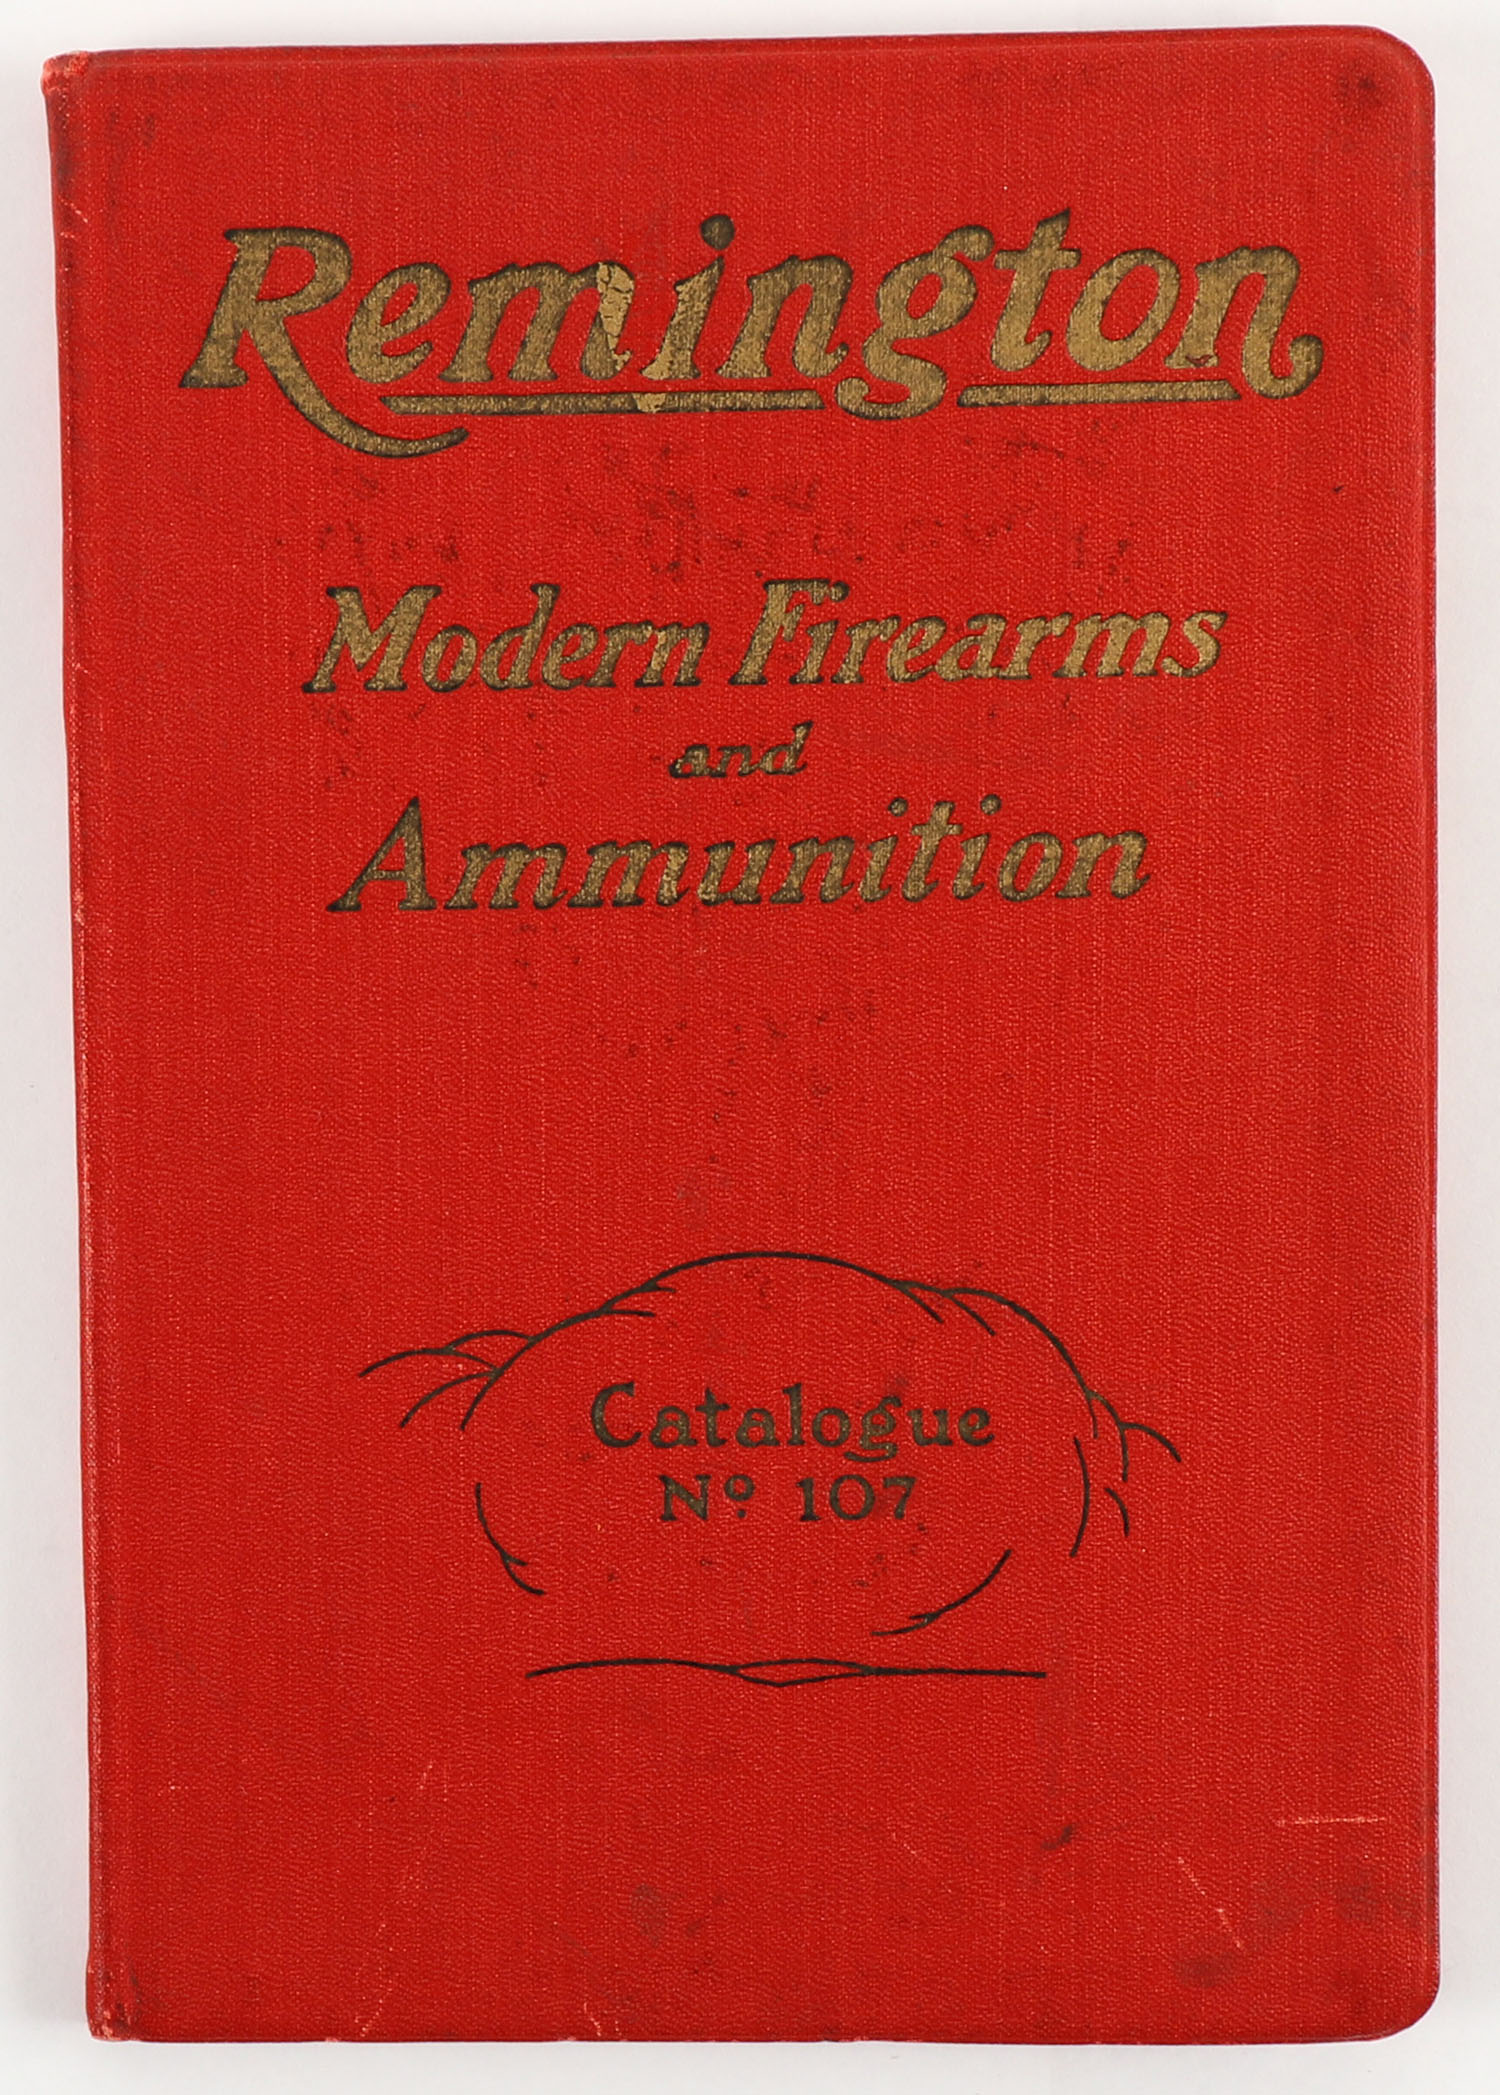 Remington
Modern Firearms
and
Ammunition
Catalogue
Nº 107